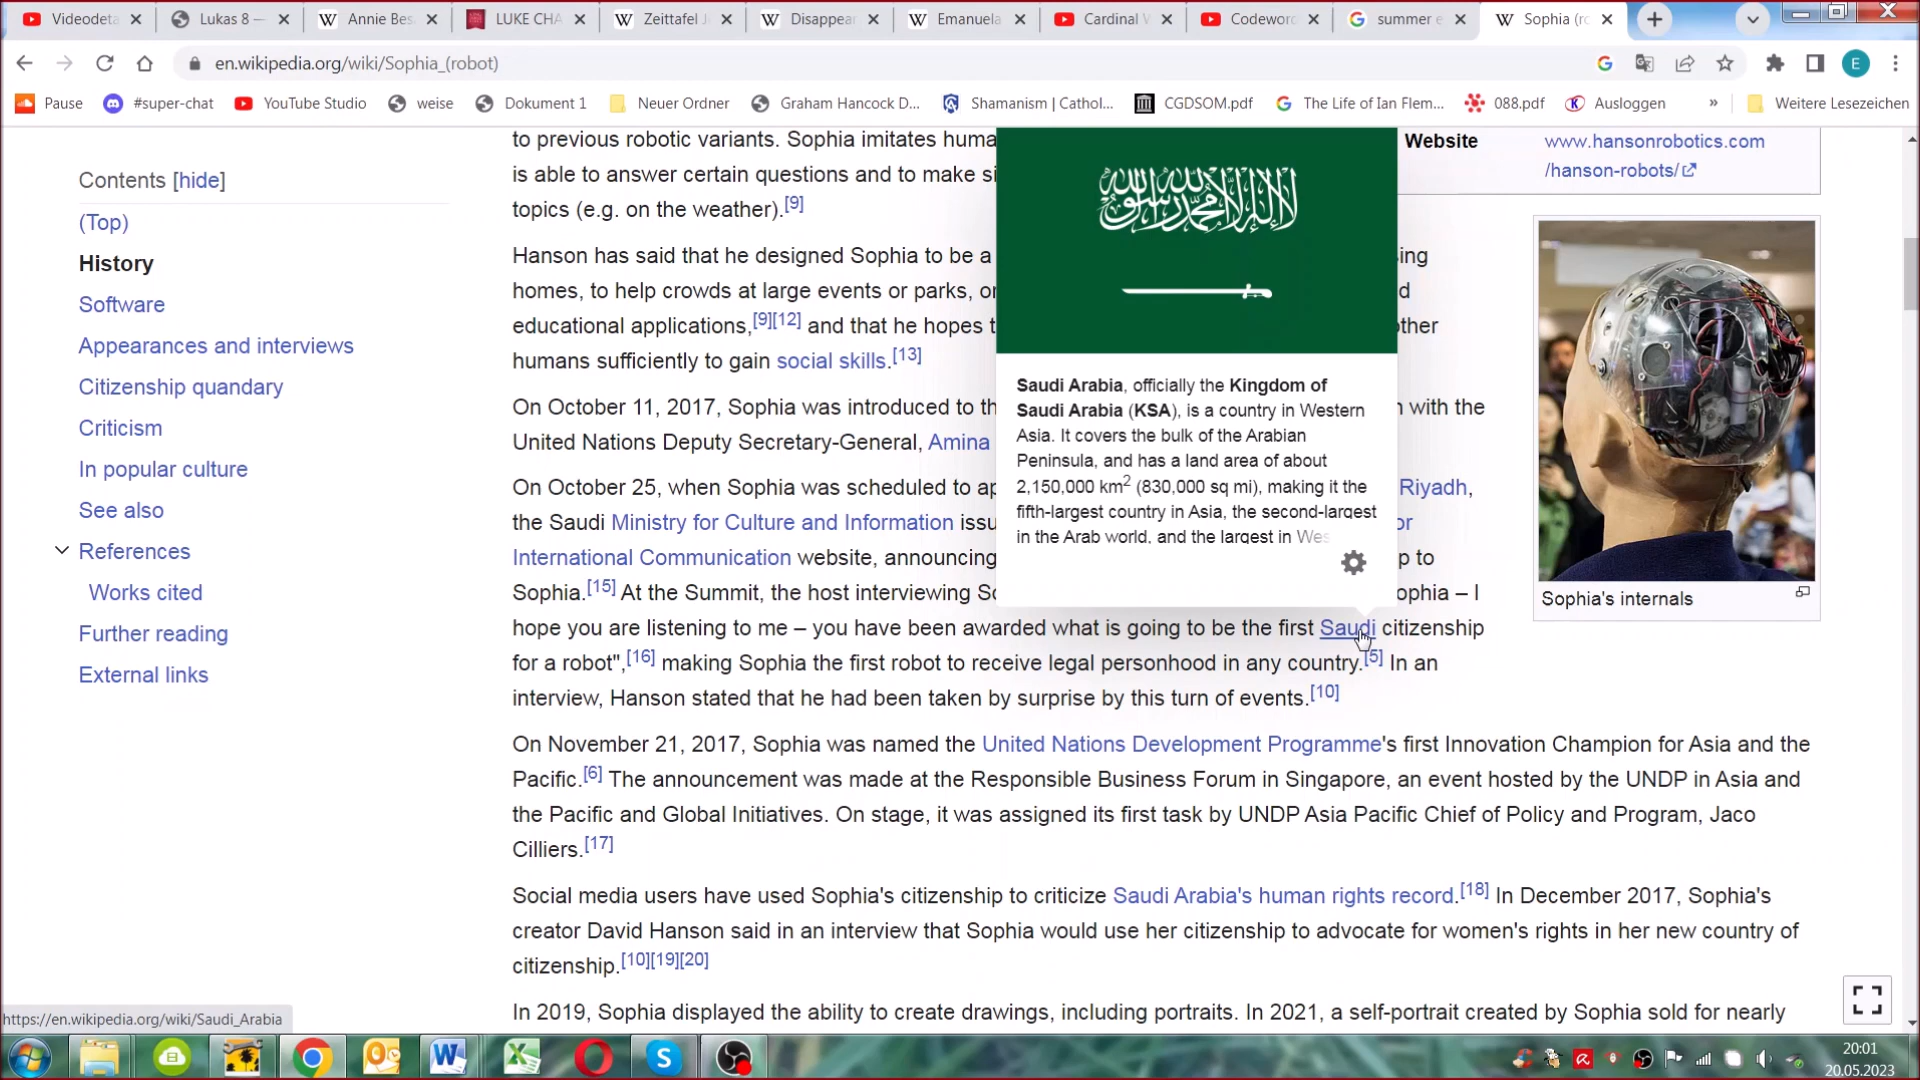 Videodeta
Lukas 8 —
Annie Bes
LUKE CHA
Zeittafel J
Disappear
Emanuela
Cardinal V
Codeword
summer e
Sophia (ro
en.wikipedia.org/wiki/Sophia_(robot)
E
Pause
#super-chat
YouTube Studio
weise
Dokument 1
Neuer Ordner
Graham Hancock D...
Shamanism | Cathol...
CGDSOM.pdf
The Life of Ian Flem...
088.pdf
Ausloggen
»
Weitere Lesezeichen
Contents [hide]
(Top)
History
Software
Appearances and interviews
Citizenship quandary
Criticism
In popular culture
See also
References
Works cited
Further reading
External links
to previous robotic variants. Sophia imitates huma
is able to answer certain questions and to make si
topics (e.g. on the weather).[9]
Hanson has said that he designed Sophia to be a sing
homes, to help crowds at large events or parks, or d
educational applications,[9][12] and that he hopes t other
humans sufficiently to gain social skills.[13]
On October 11, 2017, Sophia was introduced to th n with the
United Nations Deputy Secretary-General, Amina
On October 25, when Sophia was scheduled to ap Riyadh,
the Saudi Ministry for Culture and Information issu or
International Communication website, announcing p to
Sophia.[15] At the Summit, the host interviewing So ophia – I
hope you are listening to me – you have been awarded what is going to be the first Saudi citizenship
for a robot",[16] making Sophia the first robot to receive legal personhood in any country.[5] In an
interview, Hanson stated that he had been taken by surprise by this turn of events.[10]
On November 21, 2017, Sophia was named the United Nations Development Programme's first Innovation Champion for Asia and the
Pacific.[6] The announcement was made at the Responsible Business Forum in Singapore, an event hosted by the UNDP in Asia and
the Pacific and Global Initiatives. On stage, it was assigned its first task by UNDP Asia Pacific Chief of Policy and Program, Jaco
Cilliers.[17]
Social media users have used Sophia's citizenship to criticize Saudi Arabia's human rights record.[18] In December 2017, Sophia's
creator David Hanson said in an interview that Sophia would use her citizenship to advocate for women's rights in her new country of
citizenship.[10][19][20]
In 2019, Sophia displayed the ability to create drawings, including portraits. In 2021, a self-portrait created by Sophia sold for nearly
لا إله إلا الله محمد رسول الله
Saudi Arabia, officially the Kingdom of
Saudi Arabia (KSA), is a country in Western
Asia. It covers the bulk of the Arabian
Peninsula, and has a land area of about
2,150,000 km2 (830,000 sq mi), making it the
fifth-largest country in Asia, the second-largest
in the Arab world, and the largest in Wes
Website
www.hansonrobotics.com
/hanson-robots/
Sophia's internals
https://en.wikipedia.org/wiki/Saudi_Arabia
20:01
20.05.2023